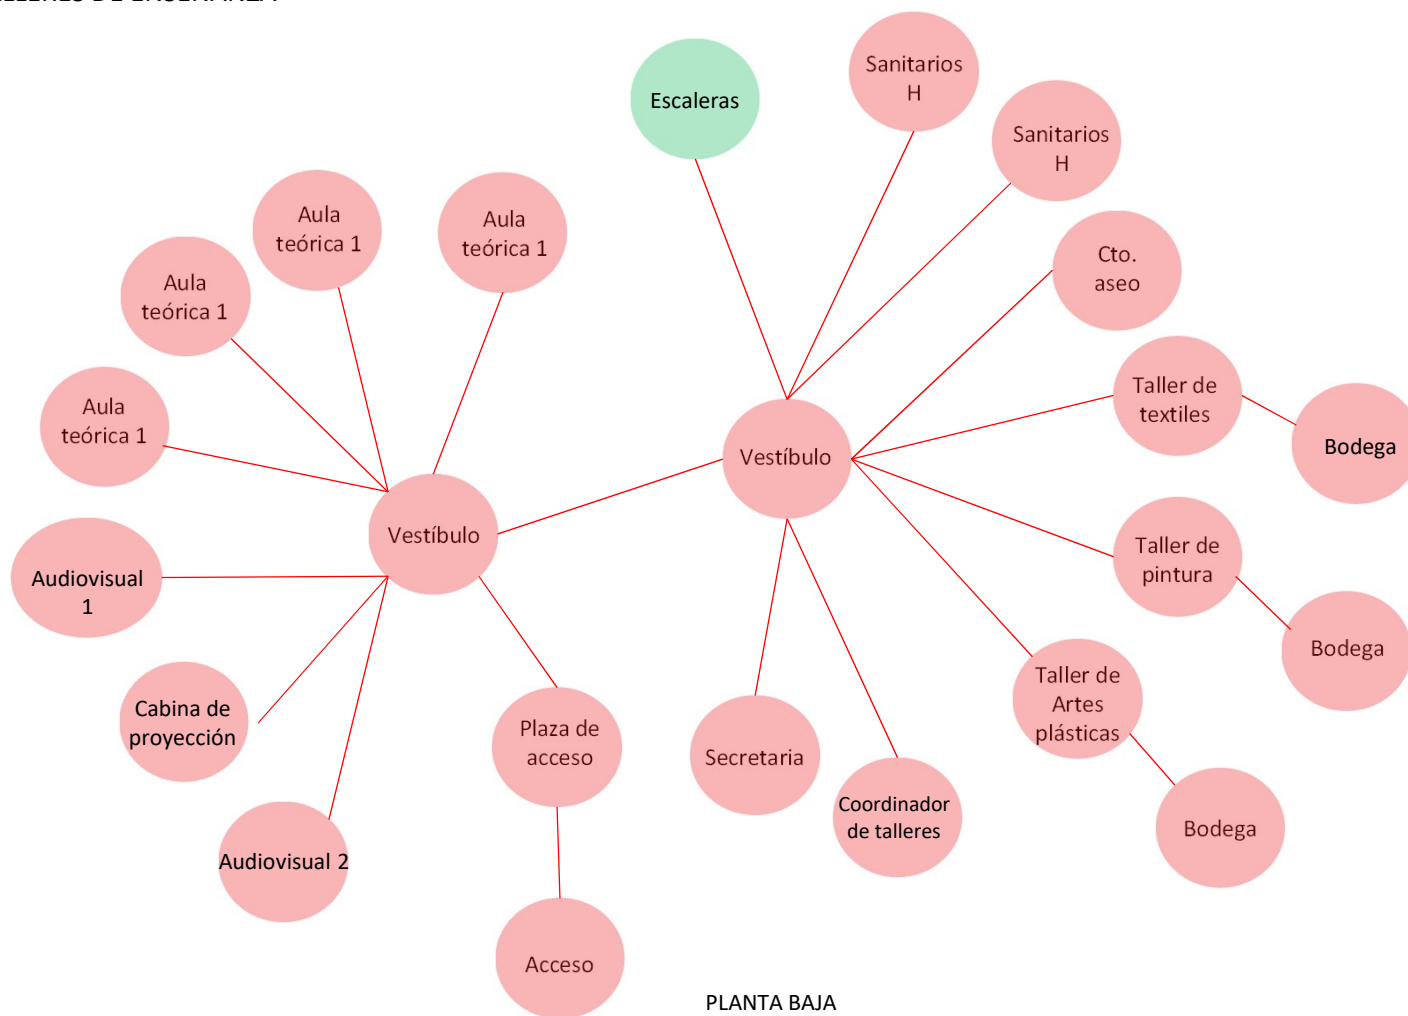 Escaleras
Sanitarios
H
Sanitarios
H
Aula
teórica 1
Aula
teórica 1
Aula
teórica 1
Aula
teórica 1
Cto.
aseo
Taller de
textiles
Bodega
Vestíbulo
Vestíbulo
Taller de
pintura
Bodega
Audiovisual
1
Cabina de
proyección
Audiovisual 2
Plaza de
acceso
Acceso
Secretaria
Coordinador
de talleres
Taller de
Artes
plásticas
Bodega
PLANTA BAJA